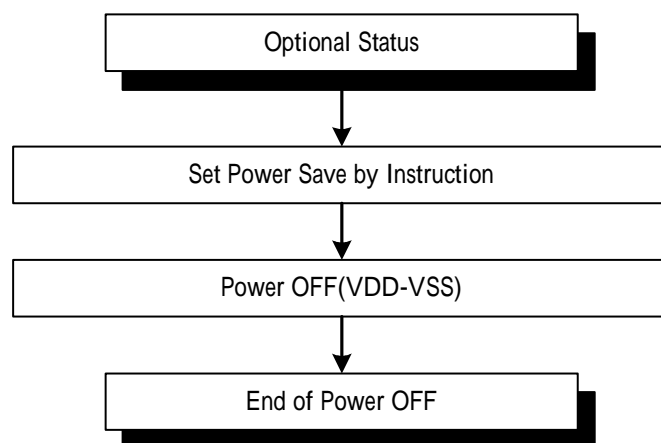 Optional Status
Set Power Save by Instruction
Power OFF(VDD-VSS)
End of Power OFF